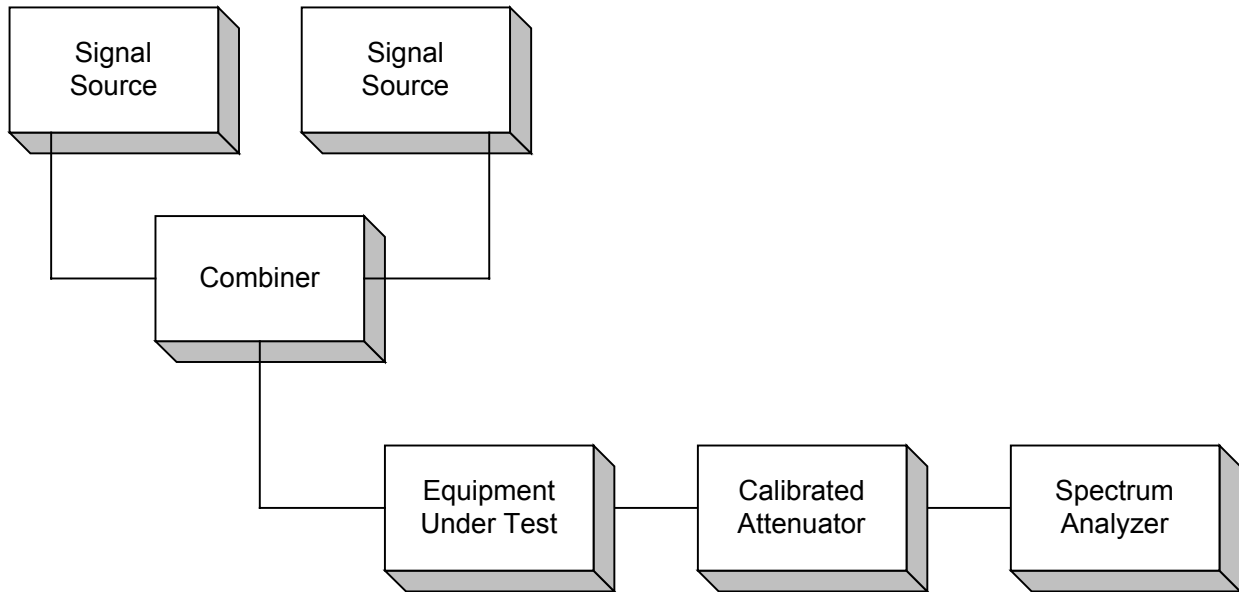 Signal
Source
Signal
Source
Combiner
Equipment
Under Test
Calibrated
Attenuator
Spectrum
Analyzer